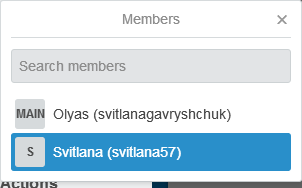 Members
Search members
MAIN Olyas (svitlanagavryshchuk)
S Svitlana (svitlana57)
Actions